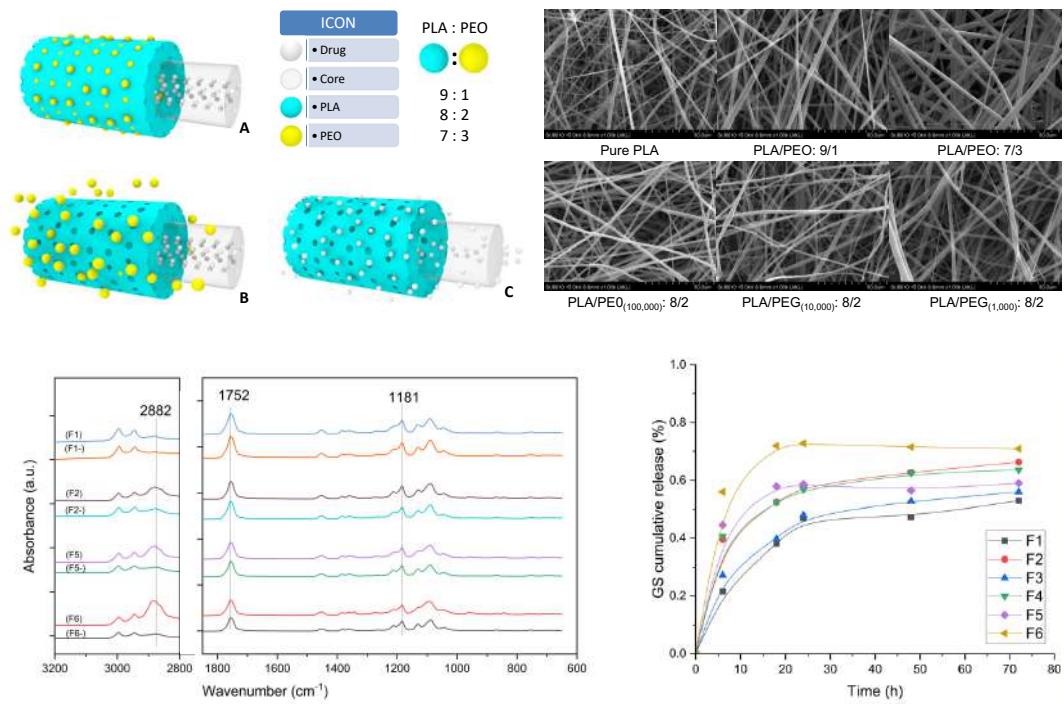 ICON
• Drug
• Core
• PLA
• PEO
PLA : PEO
:
9 : 1
8 : 2
7 : 3
A
B
C
Pure PLA
PLA/PEO: 9/1
PLA/PEO: 7/3
PLA/PE0(100,000): 8/2
PLA/PEG(10,000): 8/2
PLA/PEG(1,000): 8/2
2882
1752
1181
(F1)
(F1-)
(F2)
(F2-)
(F5)
(F5-)
(F6)
(F6-)
Absorbance (a.u.)
3200 3000 2800
1800 1600 1400 1200 1000 800 600
Wavenumber (cm-1)
GS cumulative release (%)
1.0
0.8
0.6
0.4
0.2
0.0
0 10 20 30 40 50 60 70 80
Time (h)
F1
F2
F3
F4
F5
F6